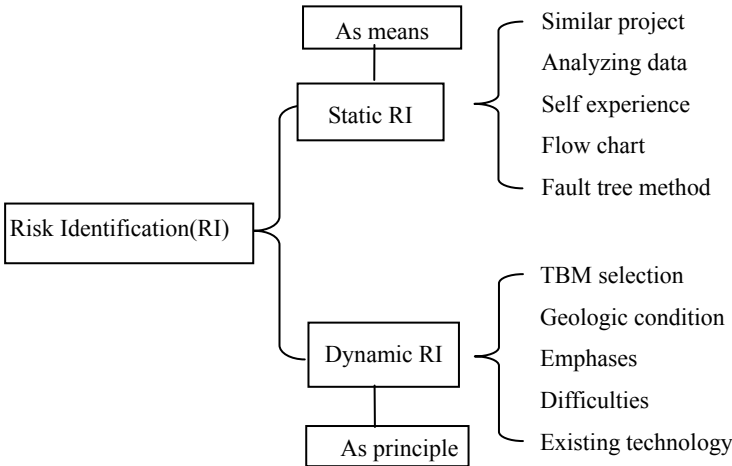 As means
Static RI
Similar project
Analyzing data
Self experience
Flow chart
Fault tree method
Risk Identification(RI)
Dynamic RI
As principle
TBM selection
Geologic condition
Emphases
Difficulties
Existing technology